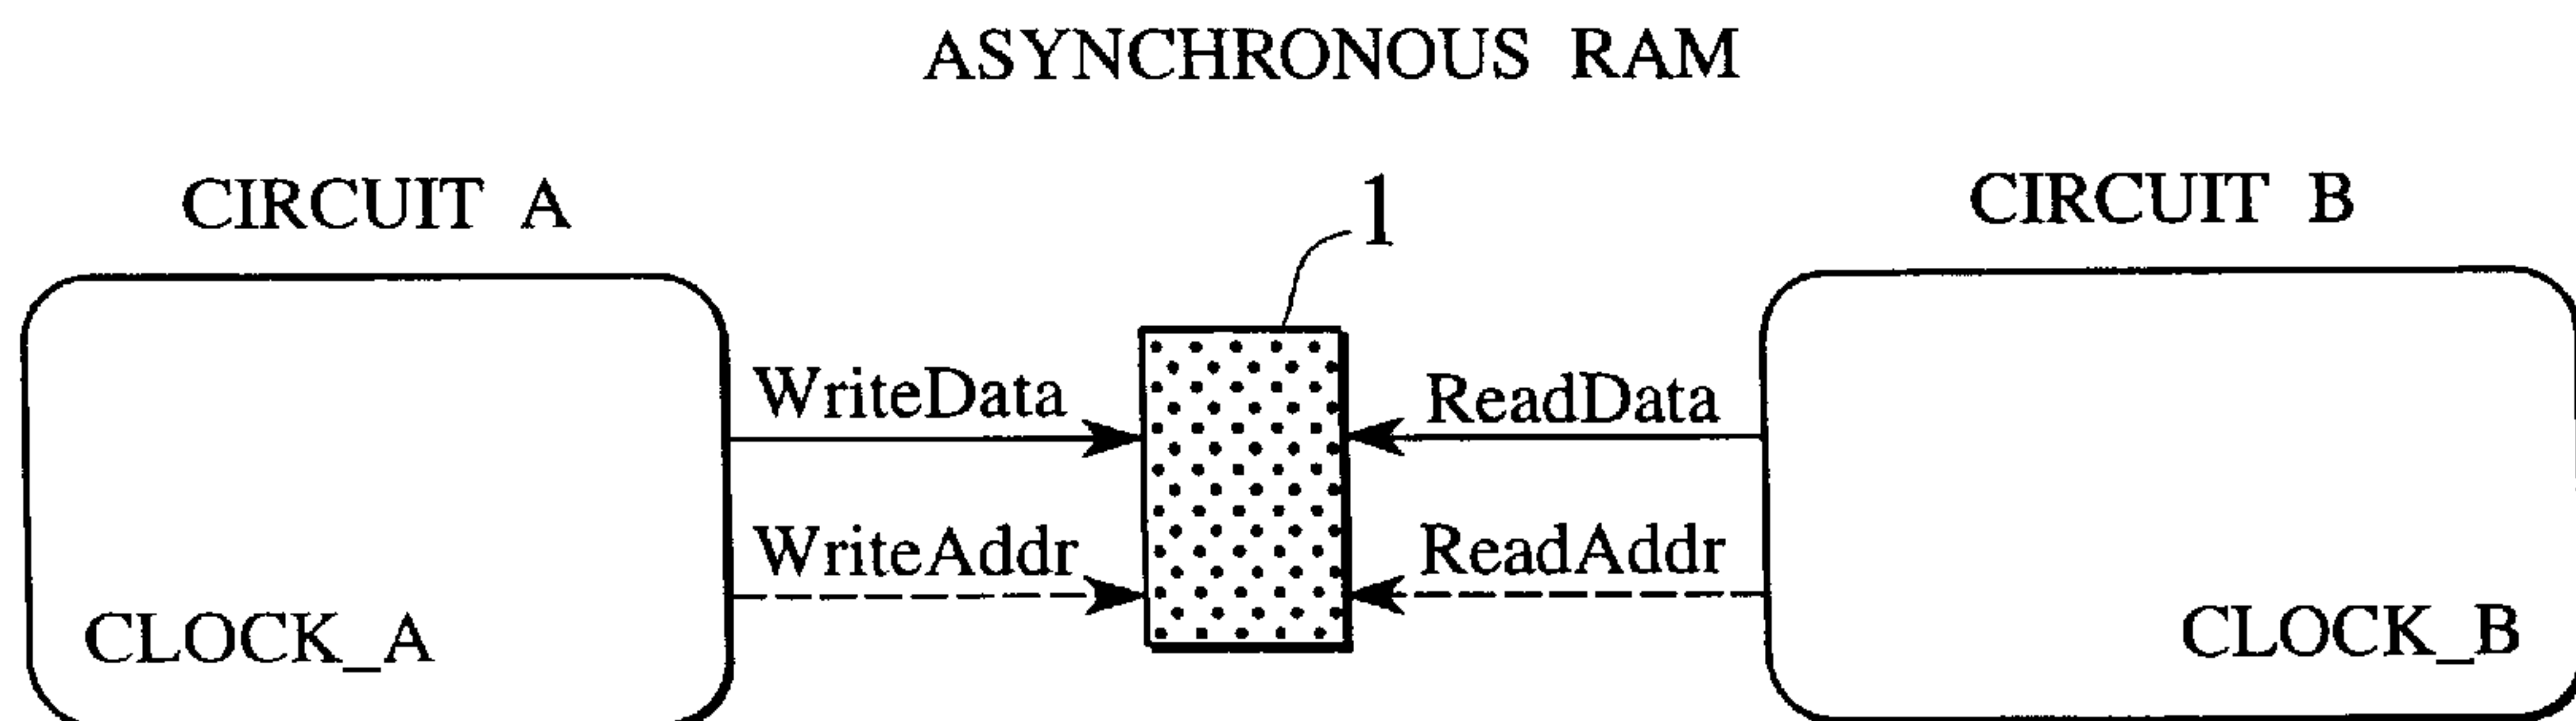 ASYNCHRONOUS RAM
CIRCUIT A
1
CIRCUIT B
WriteData
ReadData
WriteAddr
ReadAddr
CLOCK_A
CLOCK_B